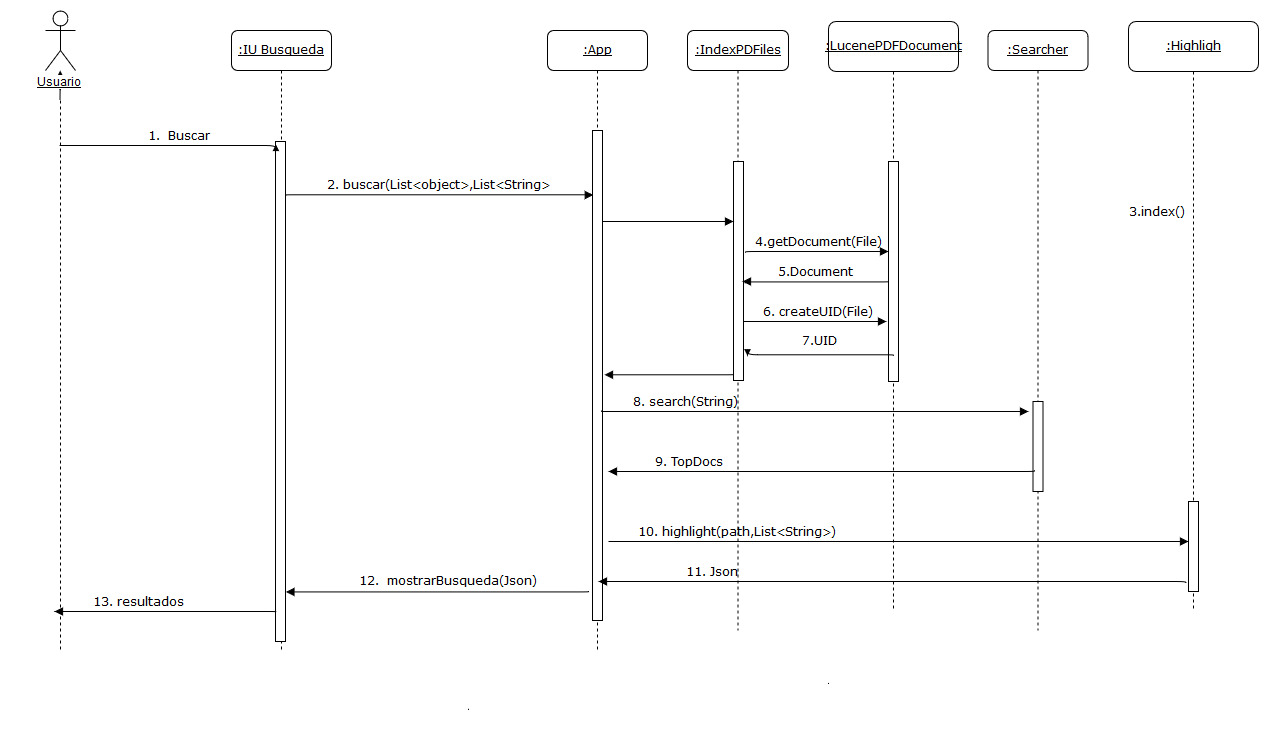 :IU Busqueda
:App
:IndexPDFiles
:LucenePDFDocument
:Searcher
:Highligh
Usuario
1.  Buscar
2. buscar(List<object>,List<String>
3.index()
4.getDocument(File)
5.Document
6. createUID(File)
7.UID
8. search(String)
9. TopDocs
10. highlight(path,List<String>)
11. Json
12.  mostrarBusqueda(Json)
13. resultados